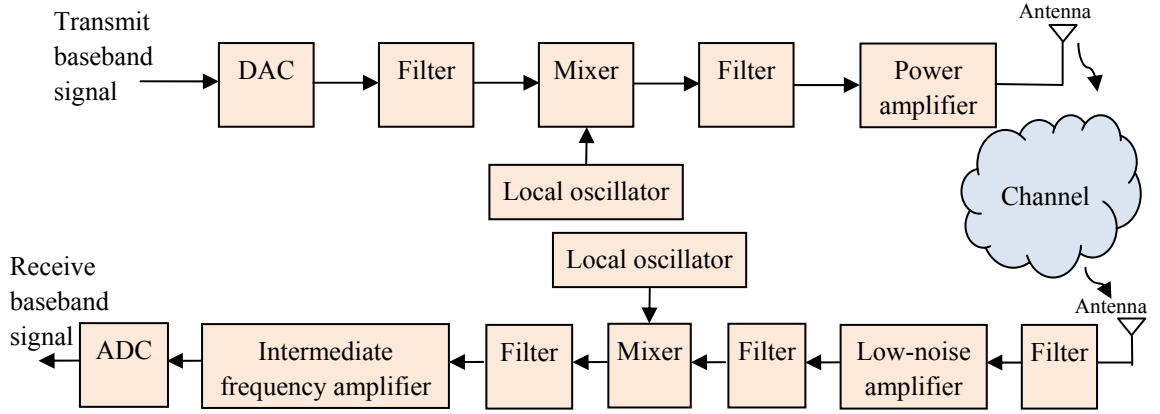 Transmit
baseband
signal
DAC
Filter
Mixer
Filter
Power
amplifier
Antenna
Local oscillator
Channel
Local oscillator
Receive
baseband
signal
ADC
Intermediate
frequency amplifier
Filter
Mixer
Filter
Low-noise
amplifier
Filter
Antenna